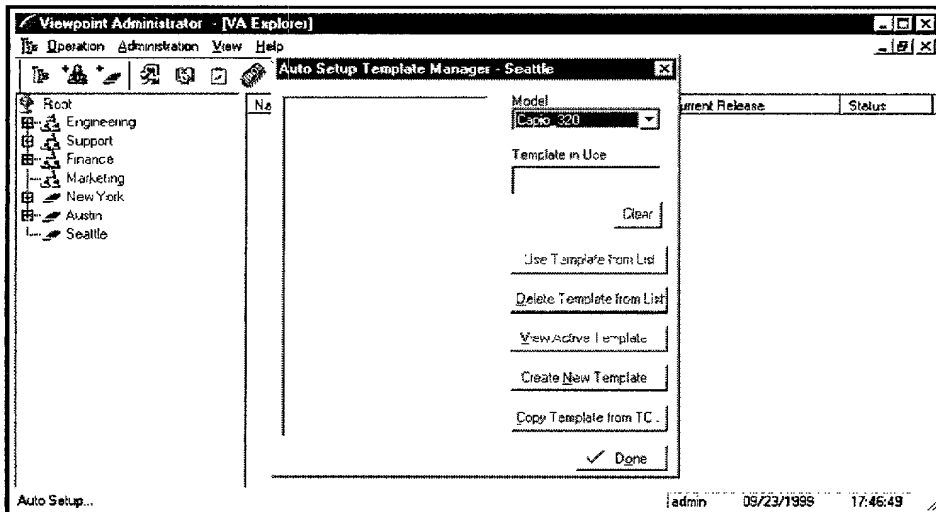 Viewpoint Administrator - [VA Explorer]
Operation Administration View Help
Auto Setup Template Manager - Seattle
Root
Engineering
Support
Finance
Marketing
New York
Austin
Seattle
Na
Model
Capio_320
Template in Use
Clear
Use Template from List
Delete Template from List
View Active Template
Create New Template
Copy Template from TC .
Done
urrent Release
Status
Auto Setup...
admin 09/23/1999 17:46:49